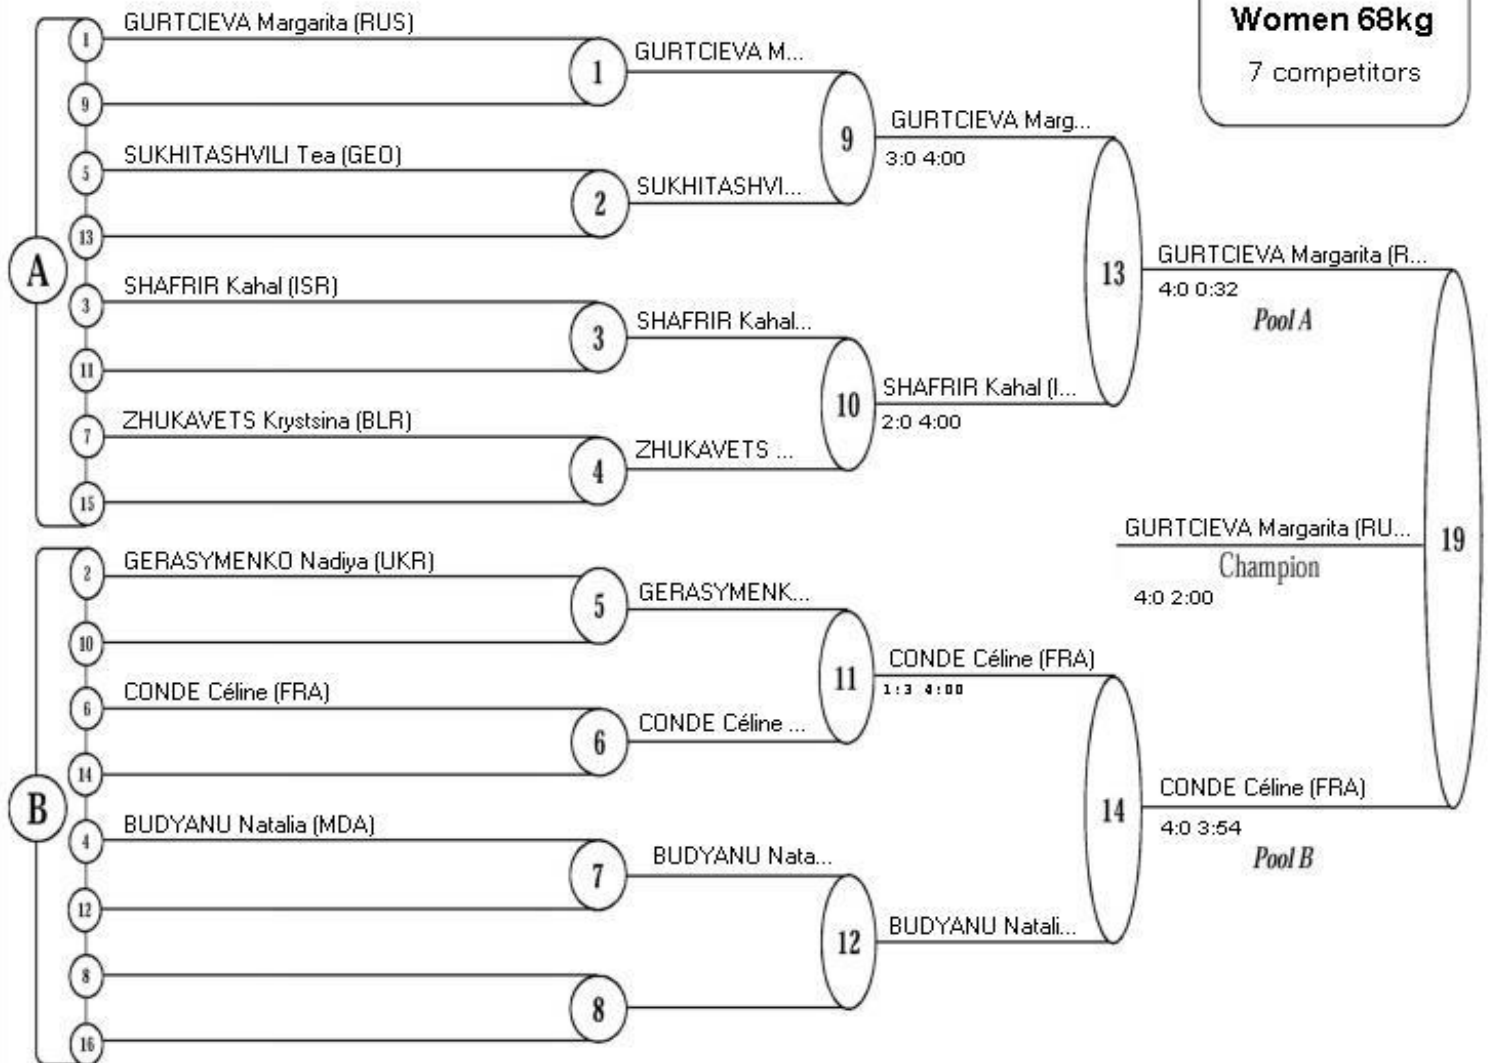 Women 68kg
7 competitors
A
1
GURTCIEVA Margarita (RUS)
9
1
GURTCIEVA M...
5
SUKHITASHVILI Tea (GEO)
13
2
SUKHITASHVI...
9
GURTCIEVA Marg...
3:0 4:00
3
SHAFRIR Kahal (ISR)
11
3
SHAFRIR Kahal...
7
ZHUKAVETS Krystsina (BLR)
15
4
ZHUKAVETS ...
10
SHAFRIR Kahal (I...
2:0 4:00
13
GURTCIEVA Margarita (R...
4:0 0:32
Pool A
B
2
GERASYMENKO Nadiya (UKR)
10
5
GERASYMENK...
6
CONDE Céline (FRA)
14
6
CONDE Céline ...
11
CONDE Céline (FRA)
1:3 4:00
4
BUDYANU Natalia (MDA)
12
7
BUDYANU Nata...
8
16
8
12
BUDYANU Natali...
14
CONDE Céline (FRA)
4:0 3:54
Pool B
GURTCIEVA Margarita (RU...
Champion
4:0 2:00
19